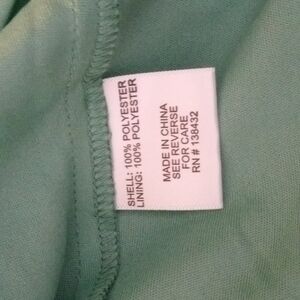 SHELL: 100% POLYESTER
LINING: 100% POLYESTER
MADE IN CHINA
SEE REVERSE
FOR CARE
RN # 138432